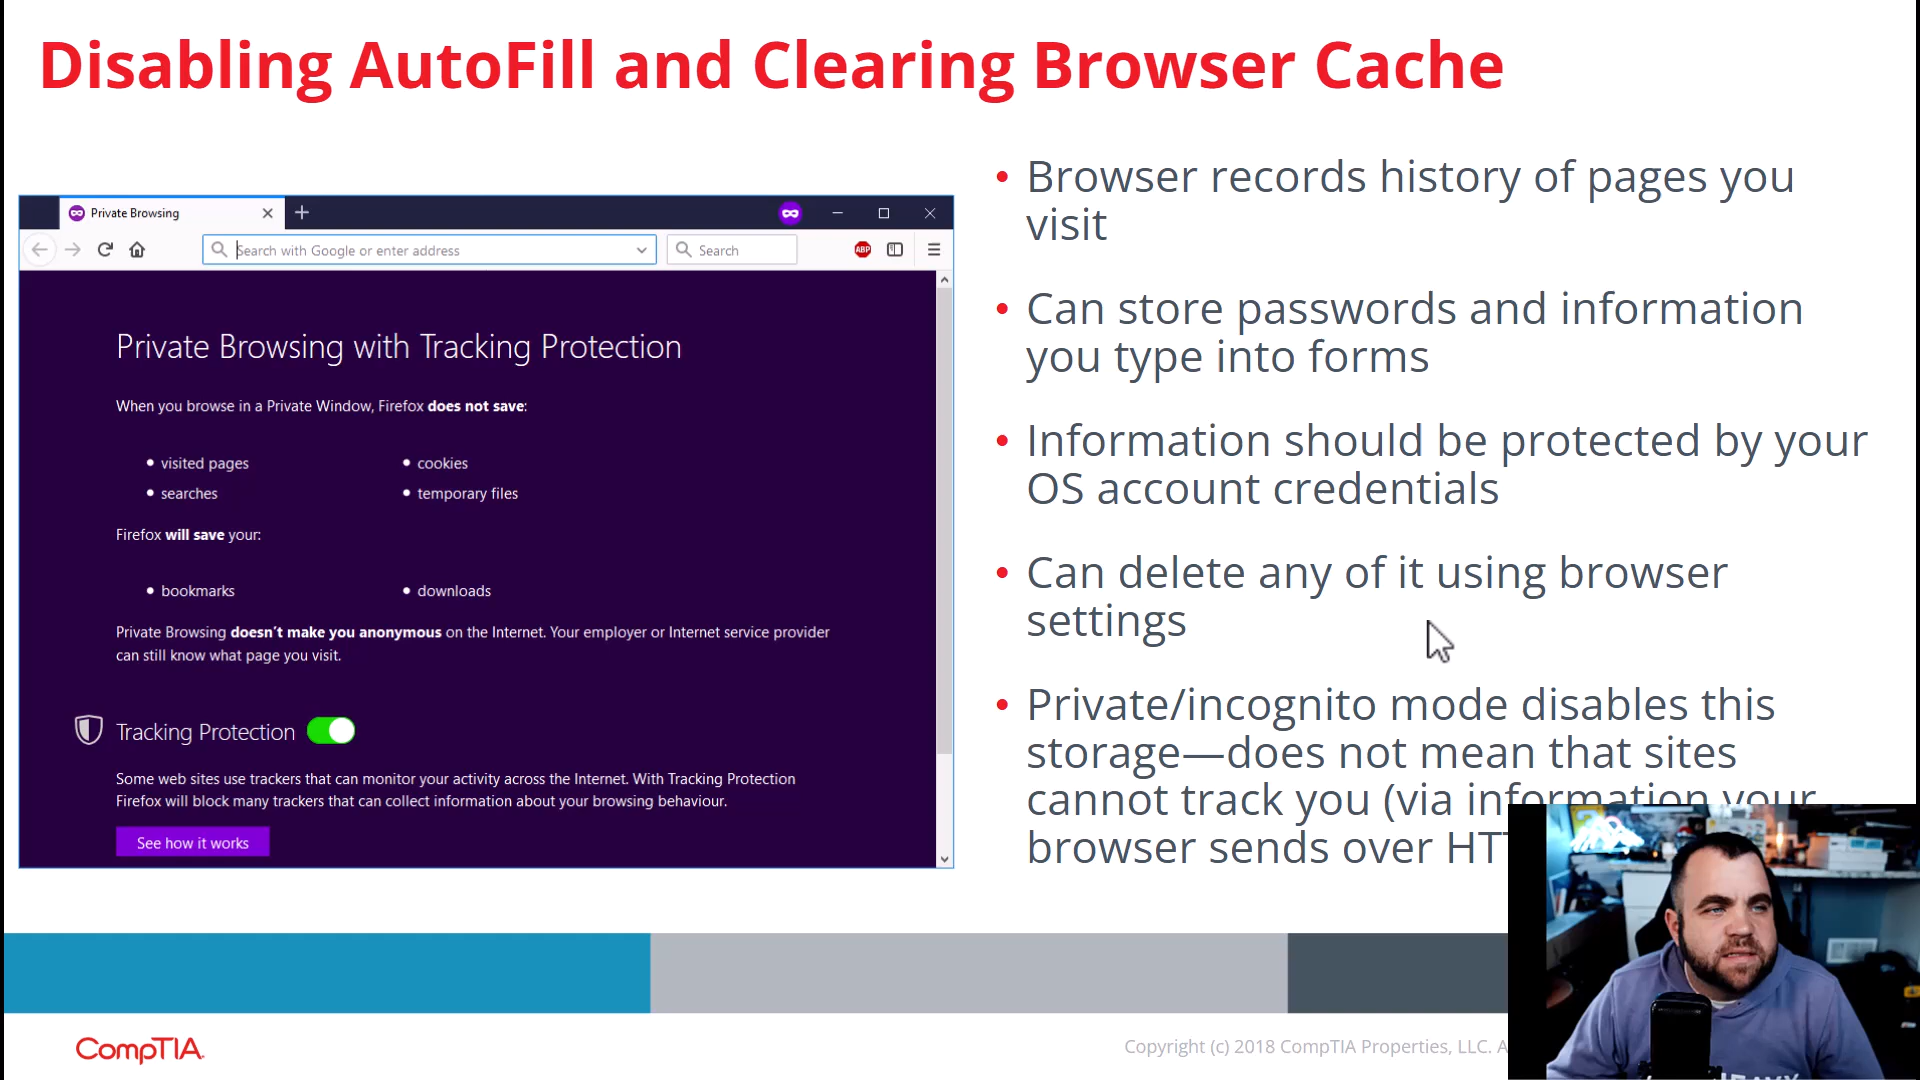 Disabling AutoFill and Clearing Browser Cache
Private Browsing
Search with Google or enter address
Search
ABP
Private Browsing with Tracking Protection
When you browse in a Private Window, Firefox does not save:
• visited pages
• cookies
• searches
• temporary files
Firefox will save your:
• bookmarks
• downloads
Private Browsing doesn't make you anonymous on the Internet. Your employer or Internet service provider
can still know what page you visit.
Tracking Protection
Some web sites use trackers that can monitor your activity across the Internet. With Tracking Protection
Firefox will block many trackers that can collect information about your browsing behaviour.
See how it works
• Browser records history of pages you
visit
• Can store passwords and information
you type into forms
• Information should be protected by your
OS account credentials
• Can delete any of it using browser
settings
• Private/incognito mode disables this
storage—does not mean that sites
cannot track you (via information your
browser sends over
CompTIA
Copyright (c) 2018 CompTIA Properties, LLC.